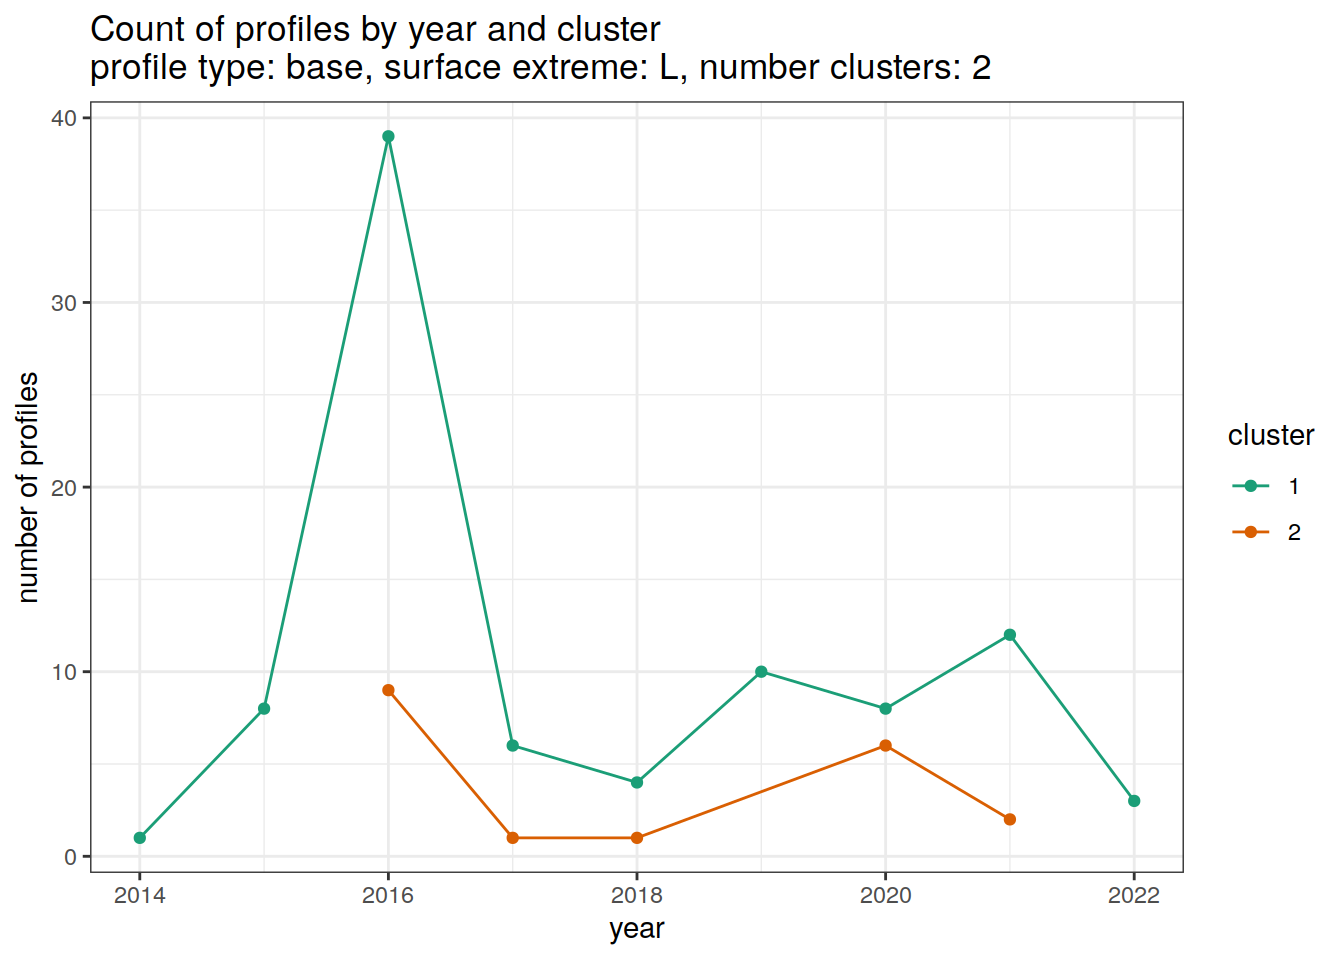 Count of profiles by year and cluster
profile type: base, surface extreme: L, number clusters: 2
40
30
20
10
0
number of profiles
2014 2016 2018 2020 2022
year
cluster
1
2